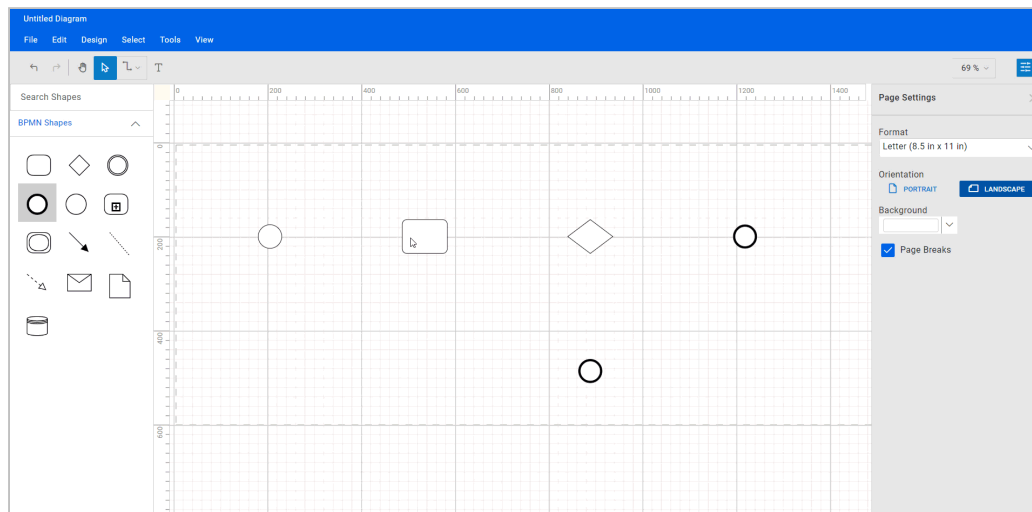 Untitled Diagram
File Edit Design Select Tools View
T
69 %
Search Shapes
BPMN Shapes
0 200 400 600 800 1000 1200 1400
0
200
400
600
Page Settings
Format
Letter (8.5 in x 11 in)
Orientation
PORTRAIT LANDSCAPE
Background
Page Breaks